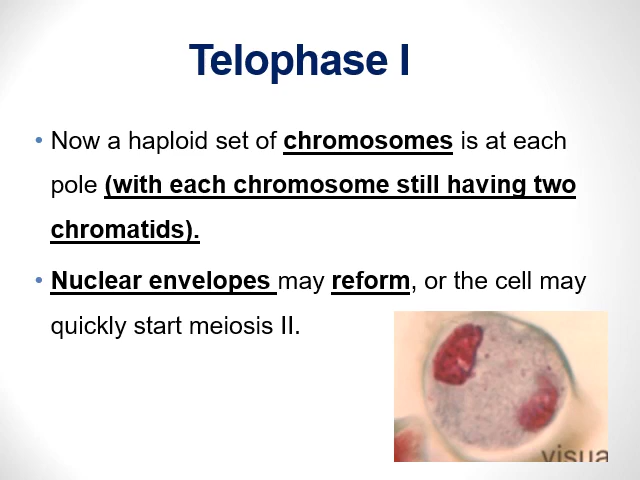 Telophase I
• Now a haploid set of chromosomes is at each
pole (with each chromosome still having two
chromatids).
• Nuclear envelopes may reform, or the cell may
quickly start meiosis II.
visua